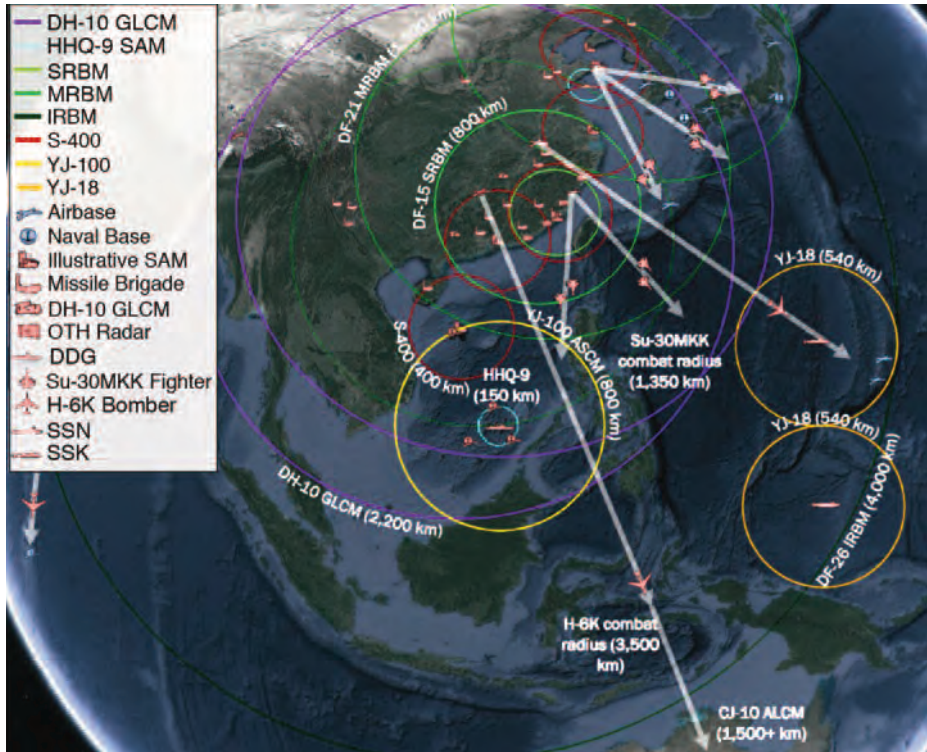 DH-10 GLCM
HHQ-9 SAM
SRBM
MRBM
IRBM
S-400
YJ-100
YJ-18
Airbase
Naval Base
Illustrative SAM
Missile Brigade
DH-10 GLCM
OTH Radar
DDG
Su-30MKK Fighter
H-6K Bomber
SSN
SSK
DF-21 MRBM
DF-15 SRBM (800 km)
YJ-18 (540 km)
S-400 (400 km)
YJ-100 ASCM (800 km)
HHQ-9
(150 km)
Su-30MKK
combat radius
(1,350 km)
YJ-18 (540 km)
DH-10 GLCM (2,200 km)
DF-26 IRBM (4,000 km)
H-6K combat
radius (3,500
km)
CJ-10 ALCM
(1,500+ km)